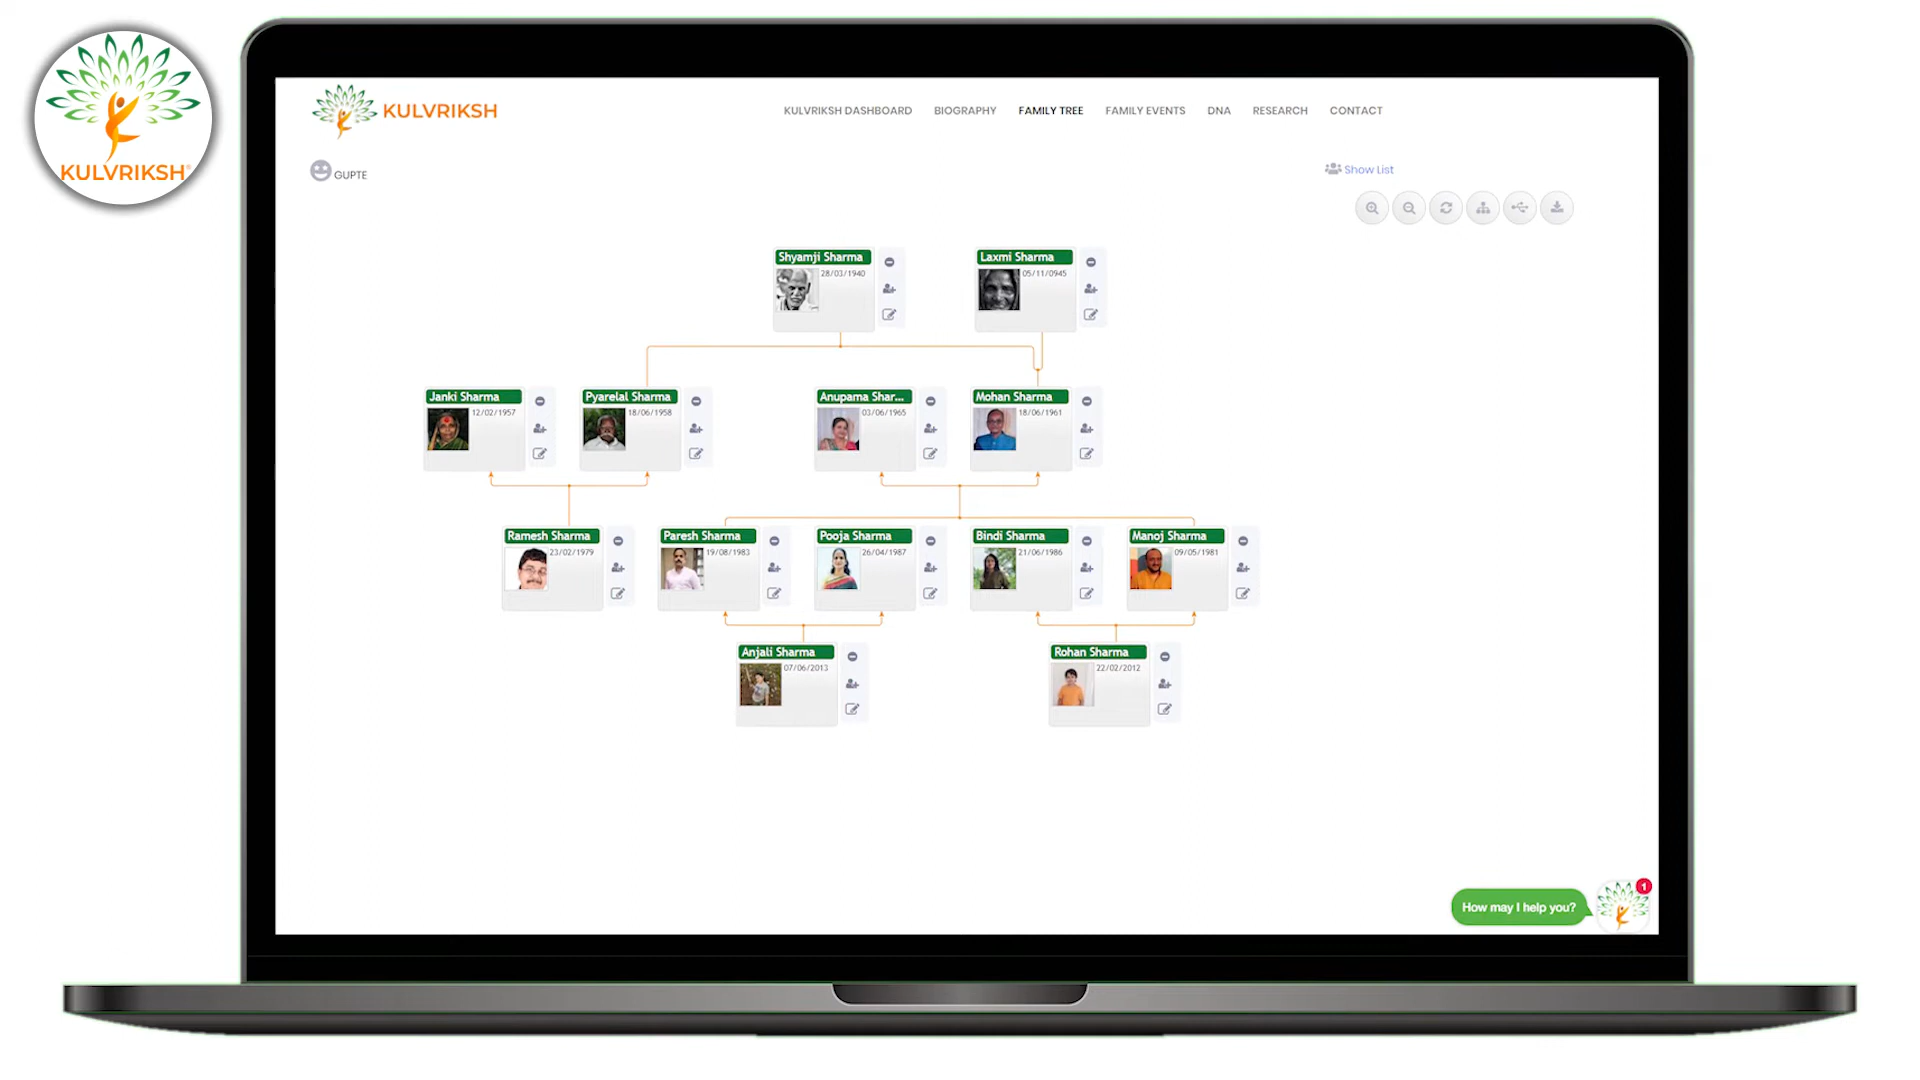 KULVRIKSH®
KULVRIKSH
KULVRIKSH DASHBOARD BIOGRAPHY FAMILY TREE FAMILY EVENTS DNA RESEARCH CONTACT
GUPTE
Show List
Shyamji Sharma
28/03/1940
Laxmi Sharma
05/11/0945
Janki Sharma
12/02/1957
Pyarelal Sharma
18/06/1958
Anupama Shar...
03/06/1965
Mohan Sharma
18/06/1961
Ramesh Sharma
23/02/1979
Paresh Sharma
19/08/1983
Pooja Sharma
26/04/1987
Bindi Sharma
21/06/1986
Manoj Sharma
09/05/1981
Anjali Sharma
07/06/2013
Rohan Sharma
22/02/2012
How may I help you?
1